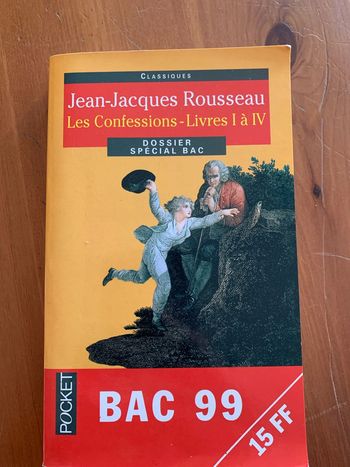 CLASSIQUES
Jean-Jacques Rousseau
Les Confessions-Livres I à IV
DOSSIER
SPÉCIAL BAC
POCKET
BAC 99
15 FF